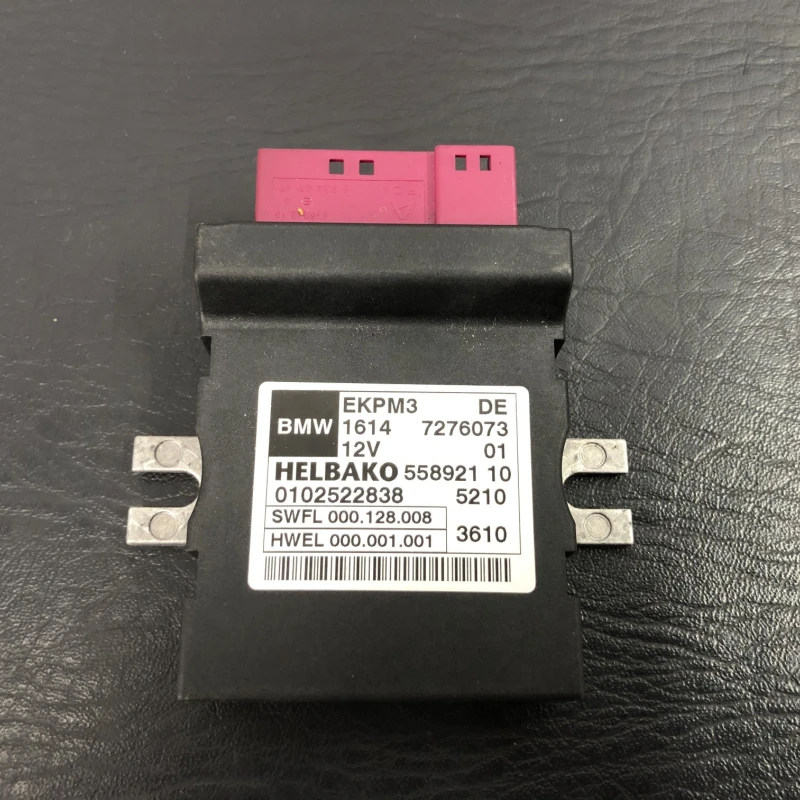 EKPM3 DE
BMW 1614 7276073
12V 01
HELBAKO 558921 10
0102522838 5210
SWFL 000.128.008
HWEL 000.001.001 3610